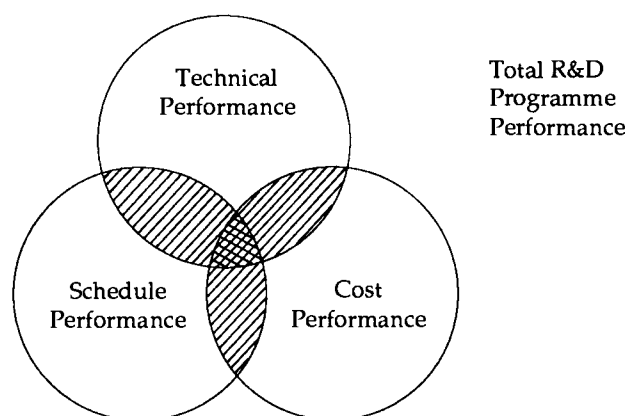 Technical
Performance
Total R&D
Programme
Performance
Schedule
Performance
Cost
Performance